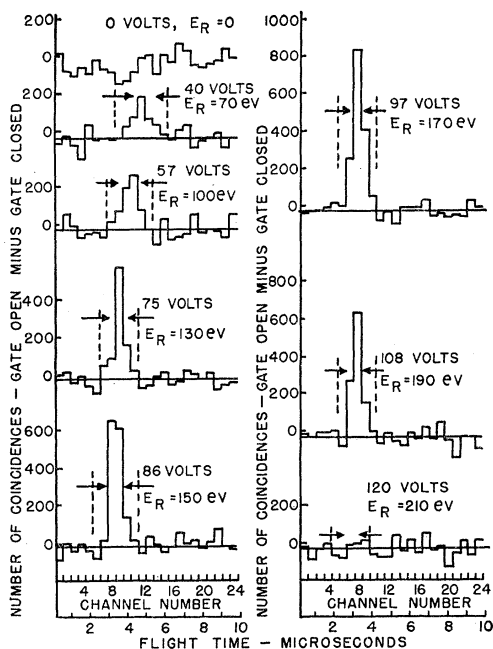 0 VOLTS, E_R = 0
40 VOLTS
E_R = 70 eV
57 VOLTS
E_R = 100 eV
75 VOLTS
E_R = 130 eV
86 VOLTS
E_R = 150 eV
97 VOLTS
E_R = 170 eV
108 VOLTS
E_R = 190 eV
120 VOLTS
E_R = 210 eV
NUMBER OF COINCIDENCES — GATE OPEN MINUS GATE CLOSED
200
0
200
0
200
0
400
200
0
600
400
200
0
NUMBER OF COINCIDENCES — GATE OPEN MINUS GATE CLOSED
1000
800
600
400
200
0
800
600
400
200
0
200
0
4 8 12 16 20 24
CHANNEL NUMBER
2 4 6 8 10
4 8 12 16 20 24
CHANNEL NUMBER
2 4 6 8 10
FLIGHT TIME — MICROSECONDS